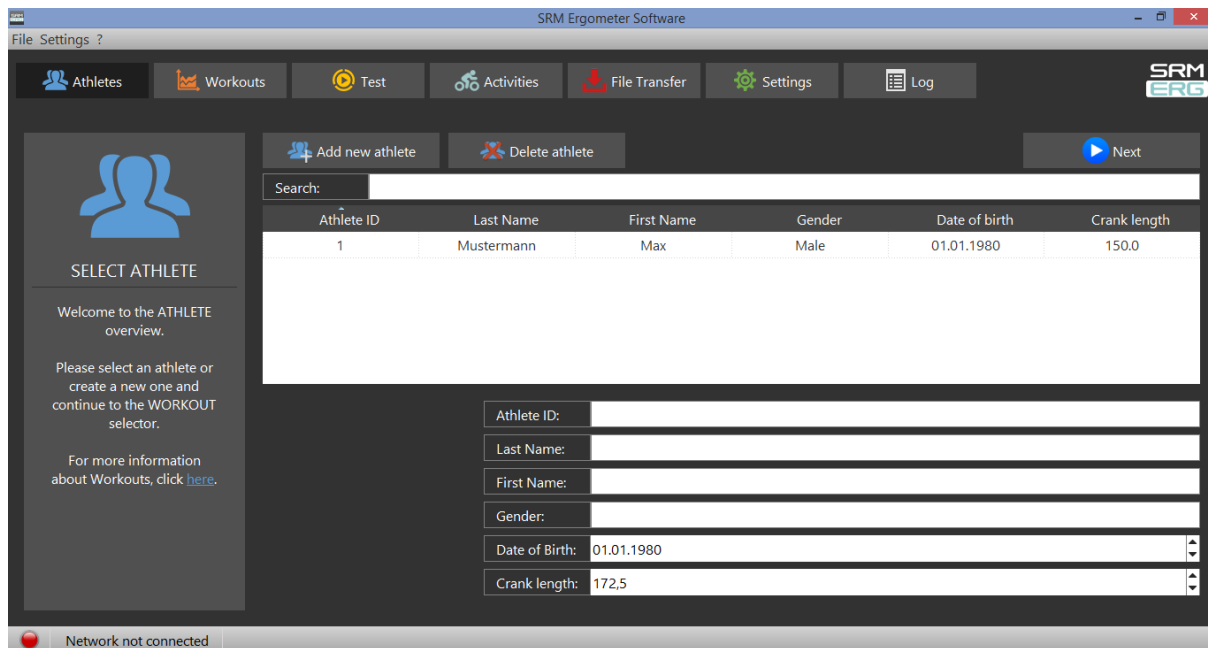 SRM Ergometer Software
File Settings ?
Athletes Workouts Test Activities File Transfer Settings Log
SRM
ERG
Add new athlete Delete athlete Next
Search:
Athlete ID Last Name First Name Gender Date of birth Crank length
1 Mustermann Max Male 01.01.1980 150.0
SELECT ATHLETE
Welcome to the ATHLETE
overview.
Please select an athlete or
create a new one and
continue to the WORKOUT
selector.
For more information
about Workouts, click here.
Athlete ID:
Last Name:
First Name:
Gender:
Date of Birth: 01.01.1980
Crank length: 172,5
Network not connected